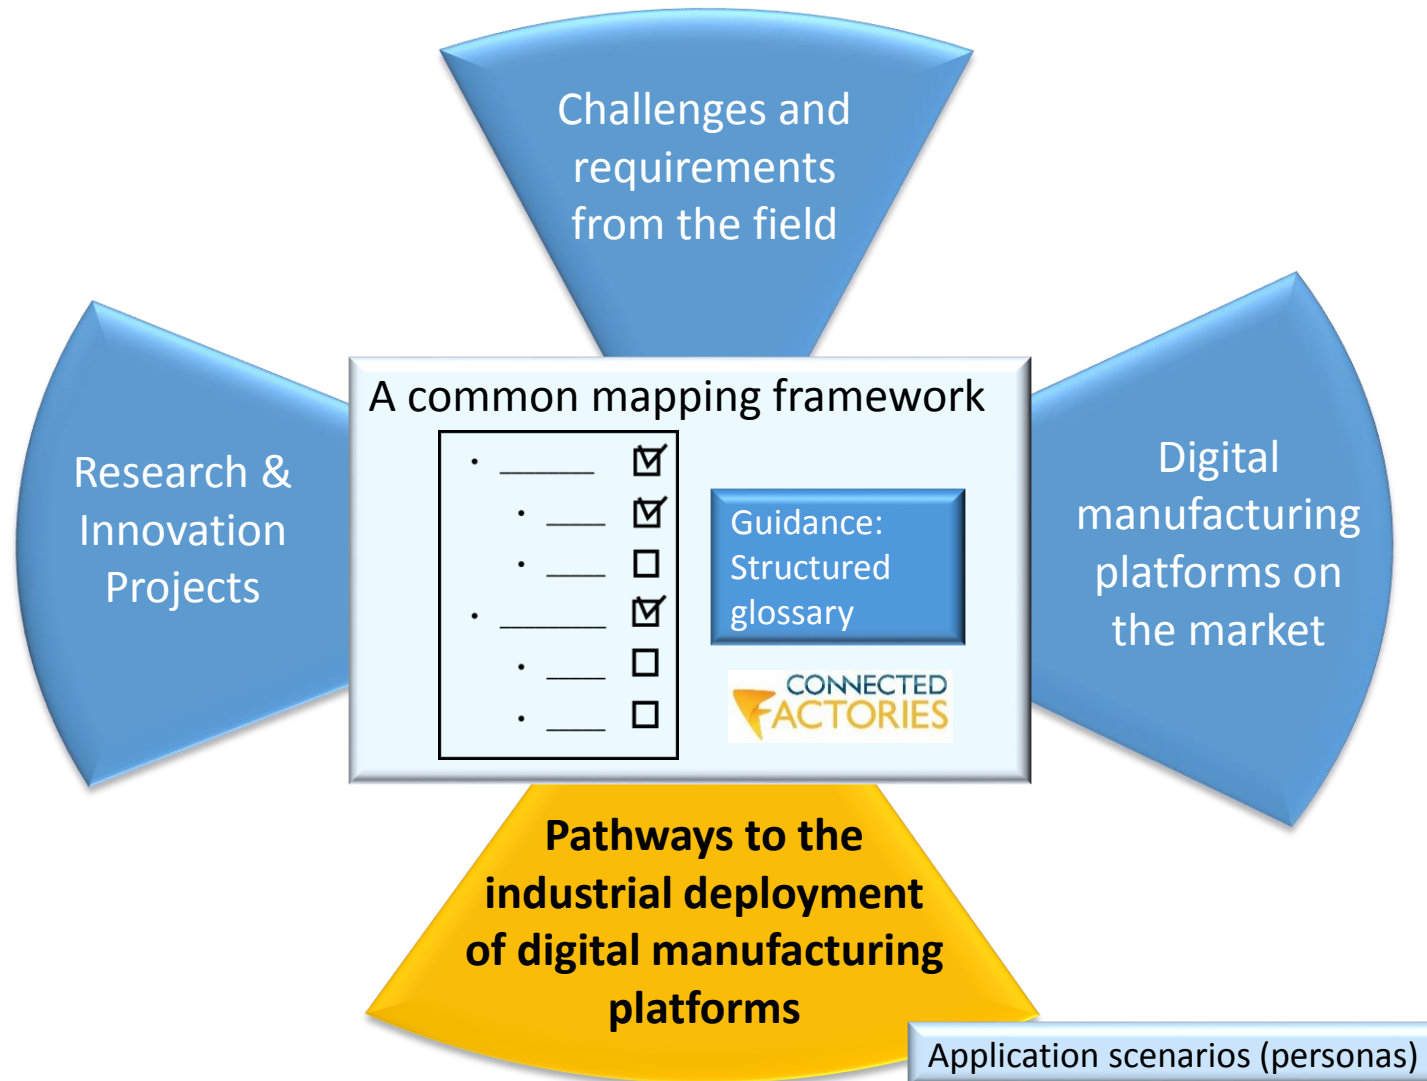 Challenges and
requirements
from the field
Research &
Innovation
Projects
A common mapping framework
Guidance:
Structured
glossary
CONNECTED
FACTORIES
Digital
manufacturing
platforms on
the market
Pathways to the
industrial deployment
of digital manufacturing
platforms
Application scenarios (personas)